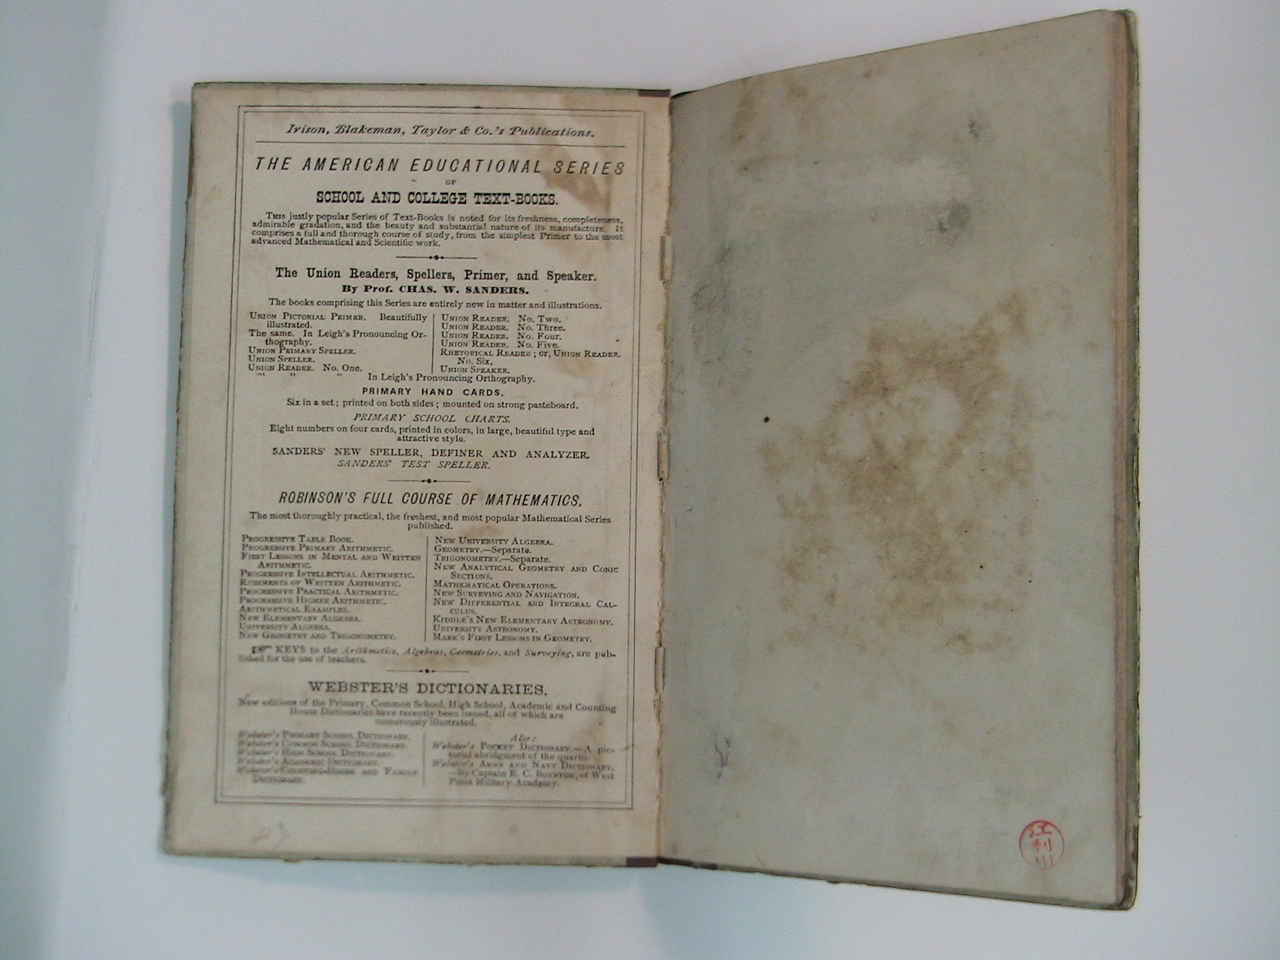 Ivison, Blakeman, Taylor & Co.'s Publications.
THE AMERICAN EDUCATIONAL SERIES
OF
SCHOOL AND COLLEGE TEXT-BOOKS.
This justly popular Series of Text-Books is noted for its freshness, completeness,
admirable gradation, and the beauty and substantial nature of its manufacture. It
comprises a full and thorough course of study, from the simplest Primer to the most
advanced Mathematical and Scientific work.
The Union Readers, Spellers, Primer, and Speaker.
By Prof. CHAS. W. SANDERS.
The books comprising this Series are entirely new in matter and illustrations.
Union Pictorial Primer. Beautifully
illustrated.
The same. In Leigh's Pronouncing Or-
thography.
Union Primary Speller.
Union Speller.
Union Reader. No. One.
Union Reader. No. Two.
Union Reader. No. Three.
Union Reader. No. Four.
Union Reader. No. Five.
Rhetorical Reader; or, Union Reader.
No. Six.
Union Speaker.
" " " In Leigh's Pronouncing Orthography.
PRIMARY HAND CARDS.
Six in a set; printed on both sides; mounted on strong pasteboard.
PRIMARY SCHOOL CHARTS.
Eight numbers on four cards, printed in colors, in large, beautiful type and
attractive style.
SANDERS' NEW SPELLER, DEFINER AND ANALYZER.
SANDERS' TEST SPELLER.
ROBINSON'S FULL COURSE OF MATHEMATICS.
The most thoroughly practical, the freshest, and most popular Mathematical Series
published.
Progressive Table Book.
Progressive Primary Arithmetic.
First Lessons in Mental and Written
Arithmetic.
Progressive Intellectual Arithmetic.
Rudiments of Written Arithmetic.
Progressive Practical Arithmetic.
Progressive Higher Arithmetic.
Arithmetical Examples.
New Elementary Algebra.
University Algebra.
New Geometry and Trigonometry.
New University Algebra.
Geometry.—Separate.
Trigonometry.—Separate.
New Analytical Geometry and Conic
Sections.
Mathematical Operations.
New Surveying and Navigation.
New Differential and Integral Cal-
culus.
Kiddle's New Elementary Astronomy.
University Astronomy.
Mark's First Lessons in Geometry.
☞ KEYS to the Arithmetics, Algebras, Geometries, and Surveying, are pub-
lished for the use of teachers.
WEBSTER'S DICTIONARIES.
New editions of the Primary, Common School, High School, Academic and Counting
House Dictionaries have recently been issued, all of which are
numerously illustrated.
Webster's Primary School Dictionary.
Webster's Common School Dictionary.
Webster's High School Dictionary.
Webster's Academic Dictionary.
Webster's Counting-House and Family
Dictionary.
Also:
Webster's Pocket Dictionary.—A pic-
torial abridgment of the quarto.
Webster's Army and Navy Dictionary.
—By Captain E. C. Boynton, of West
Point Military Academy.
江
利
川